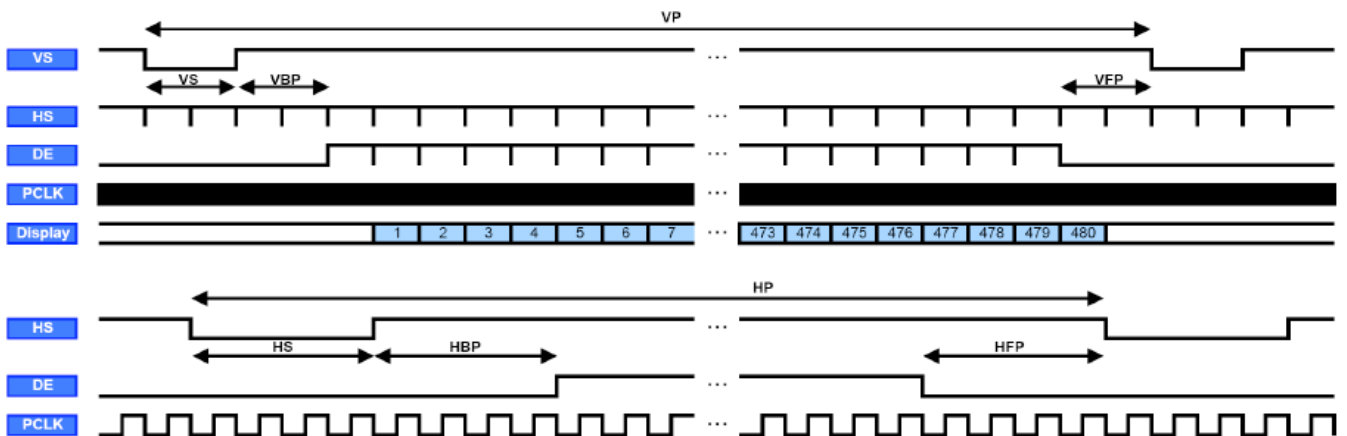 VP
VS ...
VS VBP VFP
HS ...
DE ...
PCLK ...
Display 1 2 3 4 5 6 7 ... 473 474 475 476 477 478 479 480
HP
HS ...
HS HBP HFP
DE ...
PCLK ...